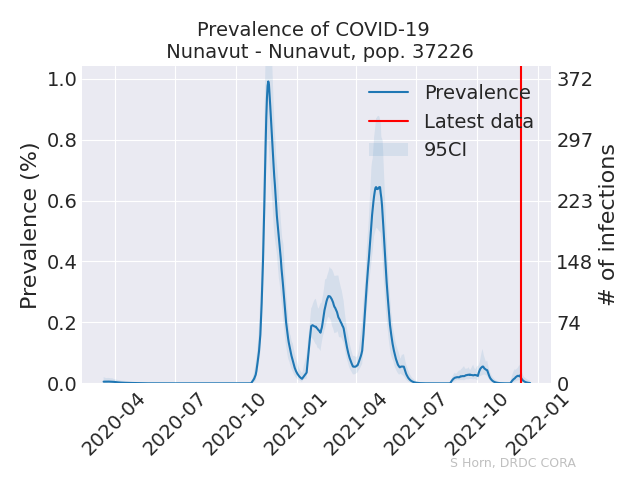 Prevalence of COVID-19
Nunavut - Nunavut, pop. 37226
Prevalence
Latest data
95CI
Prevalence (%)
1.0
0.8
0.6
0.4
0.2
0.0
372
297
223
148
74
0
# of infections
2020-04
2020-07
2020-10
2021-01
2021-04
2021-07
2021-10
2022-01
S Horn, DRDC CORA